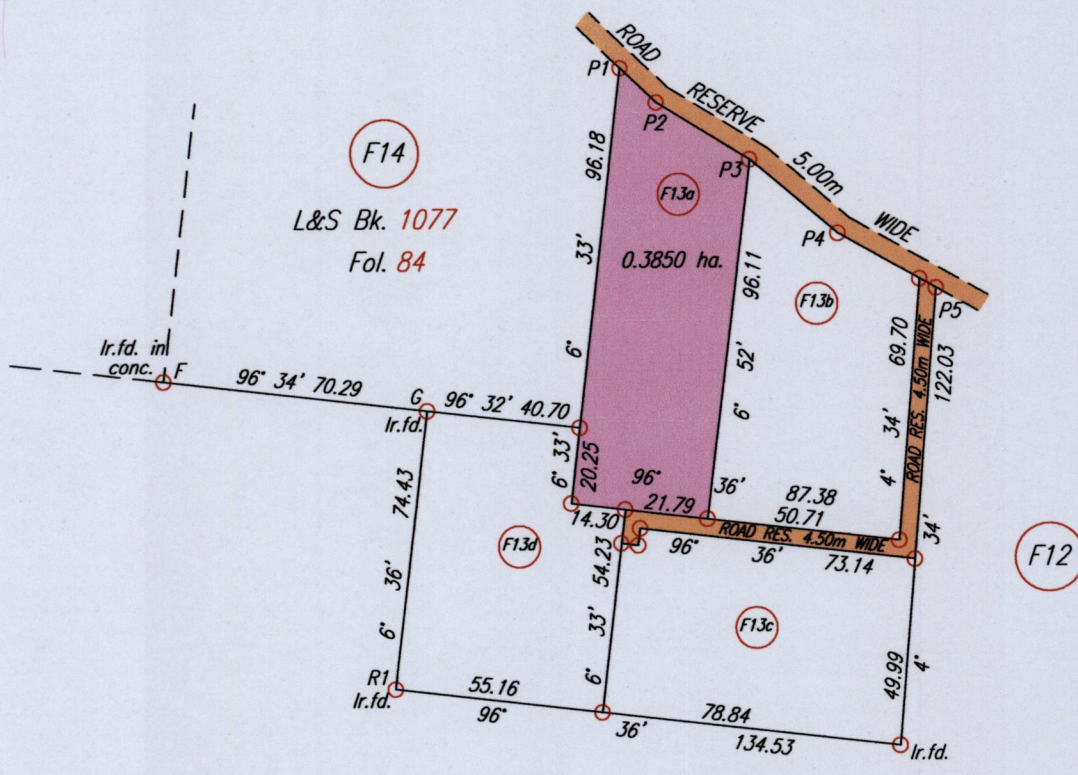 ROAD
RESERVE
5.00m
WIDE
P1
P2
P3
P4
P5
F14
L&S Bk. 1077
Fol. 84
F13a
0.3850 ha.
96.18
33'
6°
96.11
52'
6°
F13b
69.70
34'
4°
ROAD RES. 4.50m WIDE
122.03
34'
Ir.fd. in
conc.
F
96° 34' 70.29
G
Ir.fd.
96° 32' 40.70
20.25
33'
6°
96°
21.79
36'
87.38
50.71
14.30
ROAD RES. 4.50m WIDE
96° 36' 73.14
F12
74.43
36'
6°
F13d
54.23
33'
6°
F13c
49.99
4°
R1
Ir.fd.
55.16
96°
36'
78.84
134.53
Ir.fd.